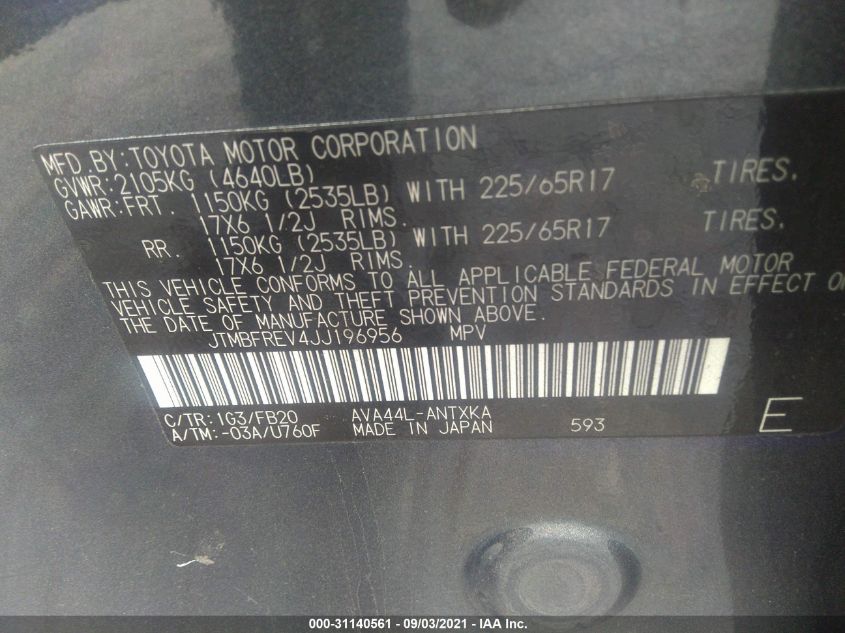 MFD BY: TOYOTA MOTOR CORPORATION
GVWR: 2105KG (4640LB)
GAWR: FRT. 1150KG (2535LB) WITH 225/65R17 TIRES,
17X6 1/2J RIMS.
RR. 1150KG (2535LB) WITH 225/65R17 TIRES,
17X6 1/2J RIMS.
THIS VEHICLE CONFORMS TO ALL APPLICABLE FEDERAL MOTOR
VEHICLE SAFETY AND THEFT PREVENTION STANDARDS IN EFFECT O
THE DATE OF MANUFACTURE SHOWN ABOVE.
JTMBFREV4JJ196956 MPV
C/TR: 1G3/FB20 AVA44L-ANTXKA
A/TM: -03A/U760F MADE IN JAPAN 593 E
000-31140561 - 09/03/2021 - IAA Inc.